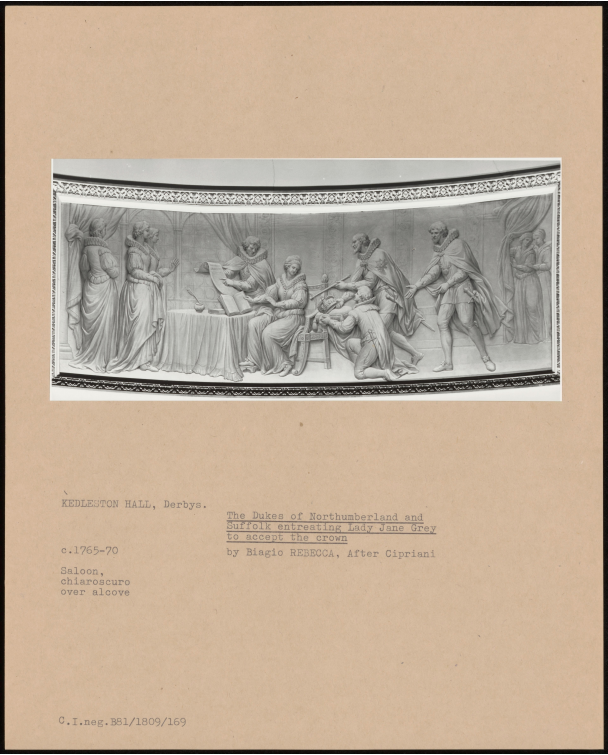 KEDLESTON HALL, Derbys.
The Dukes of Northumberland and
Suffolk entreating Lady Jane Grey
to accept the crown
c.1765-70
by Biagio REBECCA, After Cipriani
Saloon,
chiaroscuro
over alcove
C.I.neg.B81/1809/169